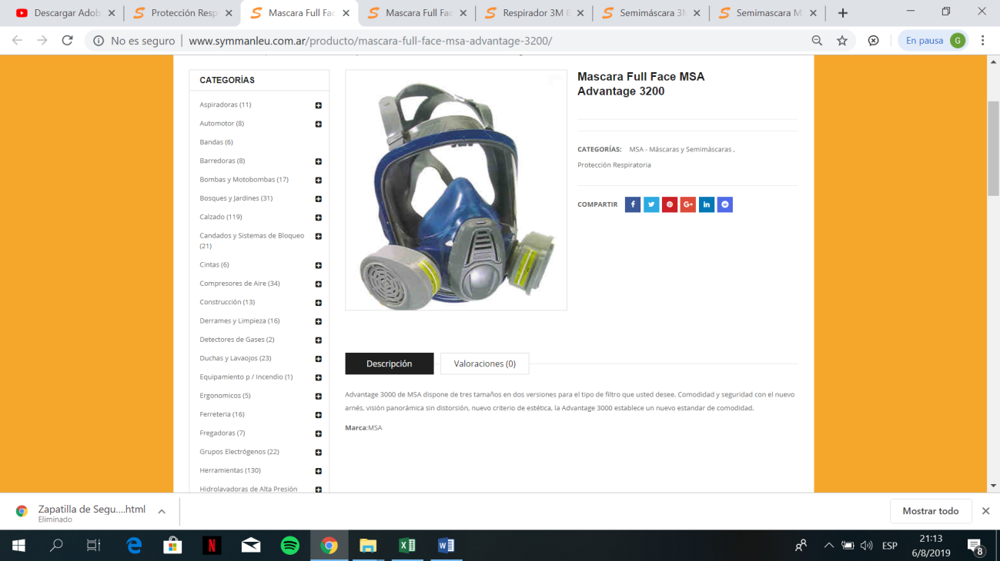 Descargar Adob
Protección Resp
Mascara Full Fac
Mascara Full Fac
Respirador 3M 8
Semimáscara 3M
Semimascara M
No es seguro
www.symmanleu.com.ar/producto/mascara-full-face-msa-advantage-3200/
En pausa
G
CATEGORÍAS
Aspiradoras (11)
Automotor (8)
Bandas (6)
Barredoras (8)
Bombas y Motobombas (17)
Bosques y Jardines (31)
Calzado (119)
Candados y Sistemas de Bloqueo
(21)
Cintas (6)
Compresores de Aire (34)
Construcción (13)
Derrames y Limpieza (16)
Detectores de Gases (2)
Duchas y Lavaojos (23)
Equipamiento p / Incendio (1)
Ergonomicos (5)
Ferreteria (16)
Fregadoras (7)
Grupos Electrógenos (22)
Herramientas (130)
Hidrolavadoras de Alta Presión
Mascara Full Face MSA
Advantage 3200
CATEGORÍAS: MSA - Máscaras y Semimáscaras ,
Protección Respiratoria
COMPARTIR
Descripción
Valoraciones (0)
Advantage 3000 de MSA dispone de tres tamaños en dos versiones para el tipo de filtro que usted desee. Comodidad y seguridad con el nuevo
arnés, visión panorámica sin distorsión, nuevo criterio de estética, la Advantage 3000 establece un nuevo estandar de comodidad.
Marca:MSA
Zapatilla de Segu....html
Eliminado
Mostrar todo
ESP
21:13
6/8/2019
8